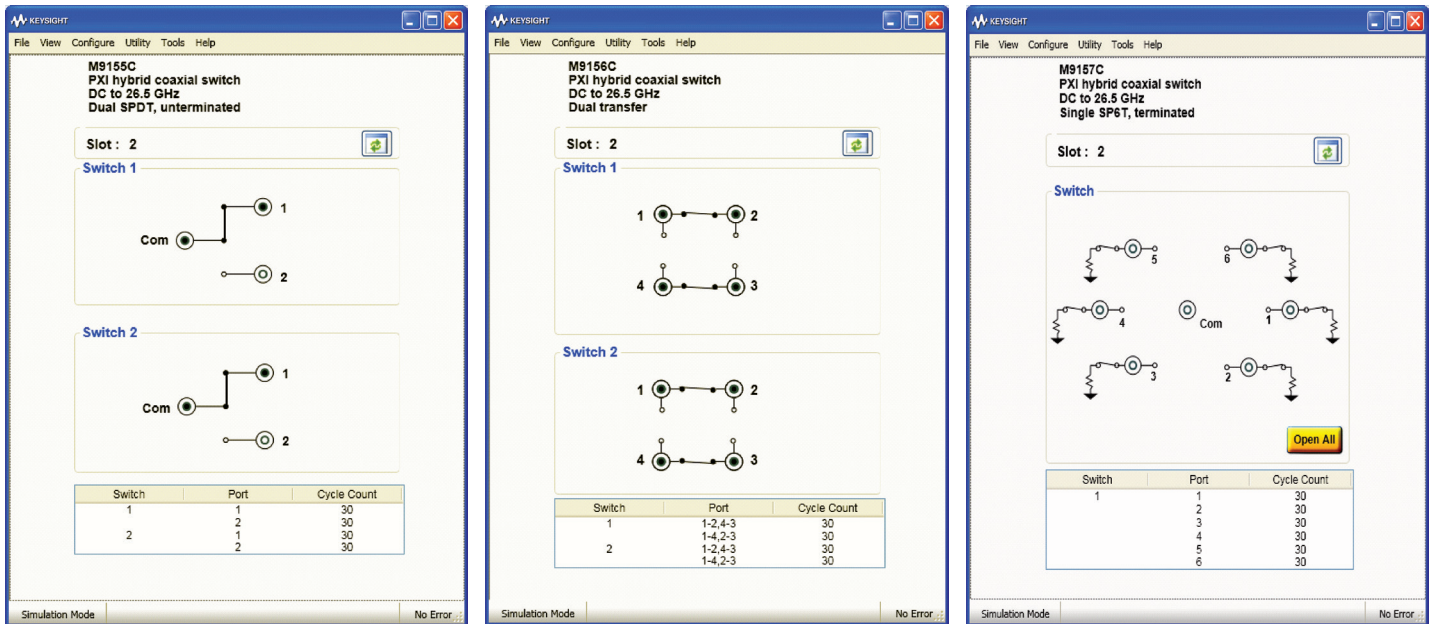 KEYSIGHT
File View Configure Utility Tools Help
M9155C
PXI hybrid coaxial switch
DC to 26.5 GHz
Dual SPDT, unterminated
Slot : 2
Switch 1
1
Com
2
Switch 2
1
Com
2
Switch Port Cycle Count
1 1 30
2 30
2 1 30
2 30
Simulation Mode No Error
KEYSIGHT
File View Configure Utility Tools Help
M9156C
PXI hybrid coaxial switch
DC to 26.5 GHz
Dual transfer
Slot : 2
Switch 1
1 2
4 3
Switch 2
1 2
4 3
Switch Port Cycle Count
1 1-2,4-3 30
1-4,2-3 30
2 1-2,4-3 30
1-4,2-3 30
Simulation Mode No Error
KEYSIGHT
File View Configure Utility Tools Help
M9157C
PXI hybrid coaxial switch
DC to 26.5 GHz
Single SP6T, terminated
Slot : 2
Switch
5 6
4 Com 1
3 2
Open All
Switch Port Cycle Count
1 1 30
2 30
3 30
4 30
5 30
6 30
Simulation Mode No Error